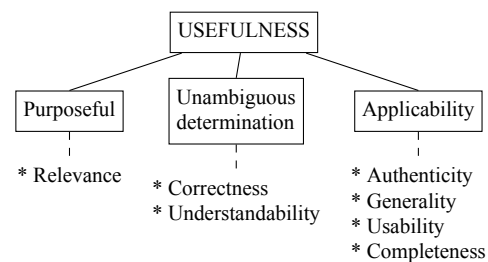 USEFULNESS
Purposeful
Unambiguous
determination
Applicability
* Relevance
* Correctness
* Understandability
* Authenticity
* Generality
* Usability
* Completeness